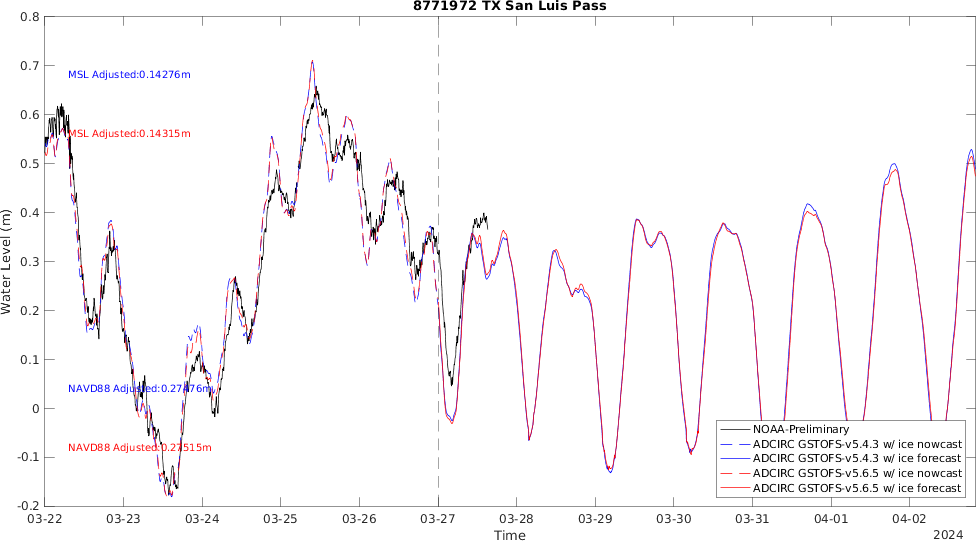 8771972 TX San Luis Pass
0.8
0.7
0.6
0.5
0.4
0.3
0.2
0.1
0
-0.1
-0.2
Water Level (m)
MSL Adjusted:0.14276m
MSL Adjusted:0.14315m
NAVD88 Adjusted:0.27476m
NAVD88 Adjusted:0.27515m
NOAA-Preliminary
ADCIRC GSTOFS-v5.4.3 w/ ice nowcast
ADCIRC GSTOFS-v5.4.3 w/ ice forecast
ADCIRC GSTOFS-v5.6.5 w/ ice nowcast
ADCIRC GSTOFS-v5.6.5 w/ ice forecast
03-22 03-23 03-24 03-25 03-26 03-27 03-28 03-29 03-30 03-31 04-01 04-02
Time
2024